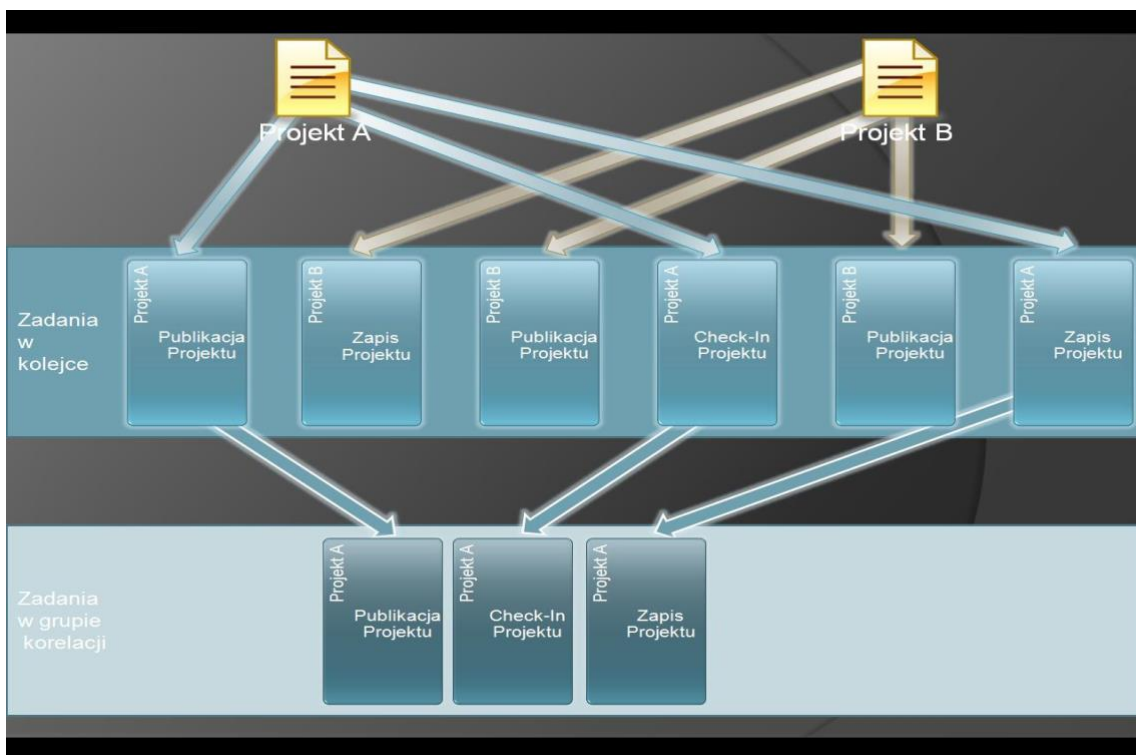 Projekt A
Projekt B
Zadania
w
kolejce
Projekt A
Publikacja
Projektu
Projekt B
Zapis
Projektu
Projekt B
Publikacja
Projektu
Projekt A
Check-In
Projektu
Projekt B
Publikacja
Projektu
Projekt A
Zapis
Projektu
Zadania
w grupie
korelacji
Projekt A
Publikacja
Projektu
Projekt A
Check-In
Projektu
Projekt A
Zapis
Projektu